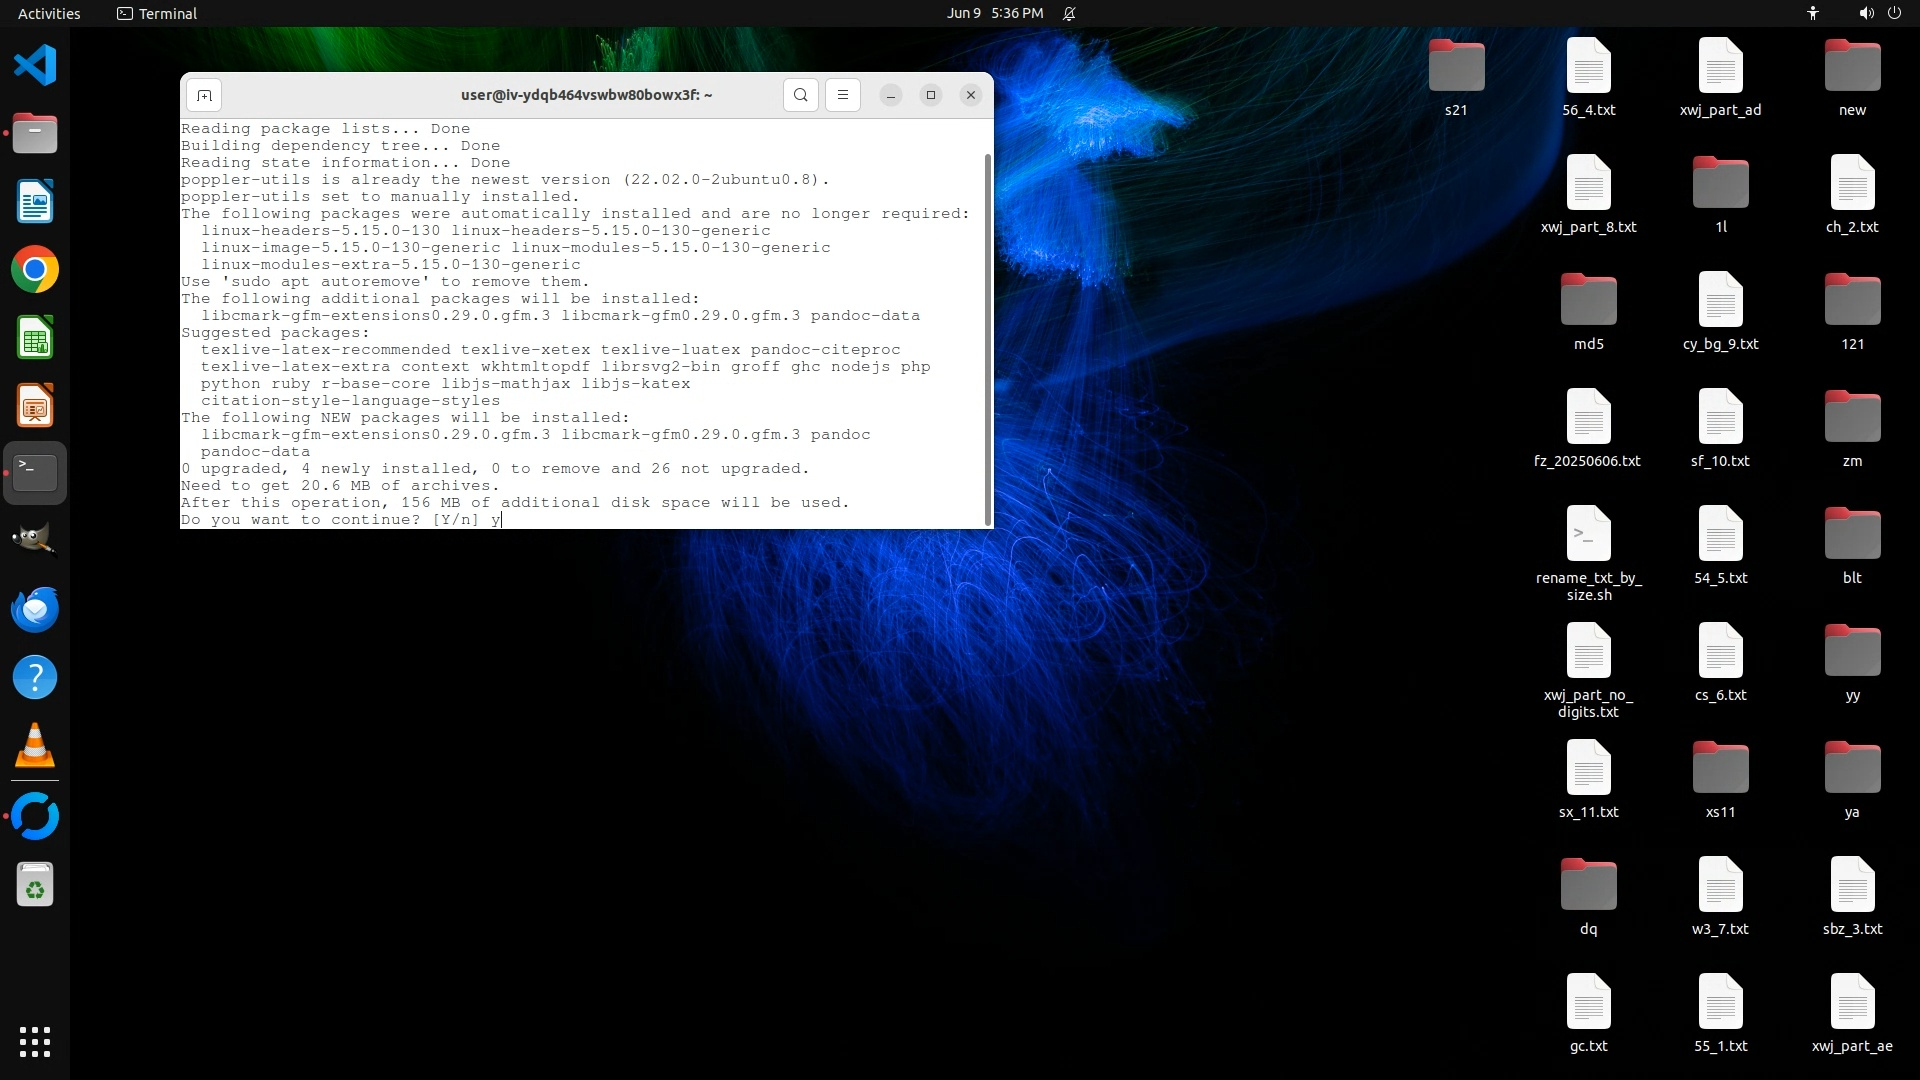 Activities
Terminal
Jun 9 5:36 PM
user@iv-ydqb464vswbw80bowx3f: ~
Reading package lists... Done
Building dependency tree... Done
Reading state information... Done
poppler-utils is already the newest version (22.02.0-2ubuntu0.8).
poppler-utils set to manually installed.
The following packages were automatically installed and are no longer required:
linux-headers-5.15.0-130 linux-headers-5.15.0-130-generic
linux-image-5.15.0-130-generic linux-modules-5.15.0-130-generic
linux-modules-extra-5.15.0-130-generic
Use 'sudo apt autoremove' to remove them.
The following additional packages will be installed:
libcmark-gfm-extensions0.29.0.gfm.3 libcmark-gfm0.29.0.gfm.3 pandoc-data
Suggested packages:
texlive-latex-recommended texlive-xetex texlive-luatex pandoc-citeproc
texlive-latex-extra context wkhtmltopdf librsvg2-bin groff ghc nodejs php
python ruby r-base-core libjs-mathjax libjs-katex
citation-style-language-styles
The following NEW packages will be installed:
libcmark-gfm-extensions0.29.0.gfm.3 libcmark-gfm0.29.0.gfm.3 pandoc
pandoc-data
0 upgraded, 4 newly installed, 0 to remove and 26 not upgraded.
Need to get 20.6 MB of archives.
After this operation, 156 MB of additional disk space will be used.
Do you want to continue? [Y/n] y
s21
56_4.txt
xwj_part_ad
new
xwj_part_8.txt
1l
ch_2.txt
md5
cy_bg_9.txt
121
fz_20250606.txt
sf_10.txt
zm
rename_txt_by_
size.sh
54_5.txt
blt
xwj_part_no_
digits.txt
cs_6.txt
yy
sx_11.txt
xs11
ya
dq
w3_7.txt
sbz_3.txt
gc.txt
55_1.txt
xwj_part_ae